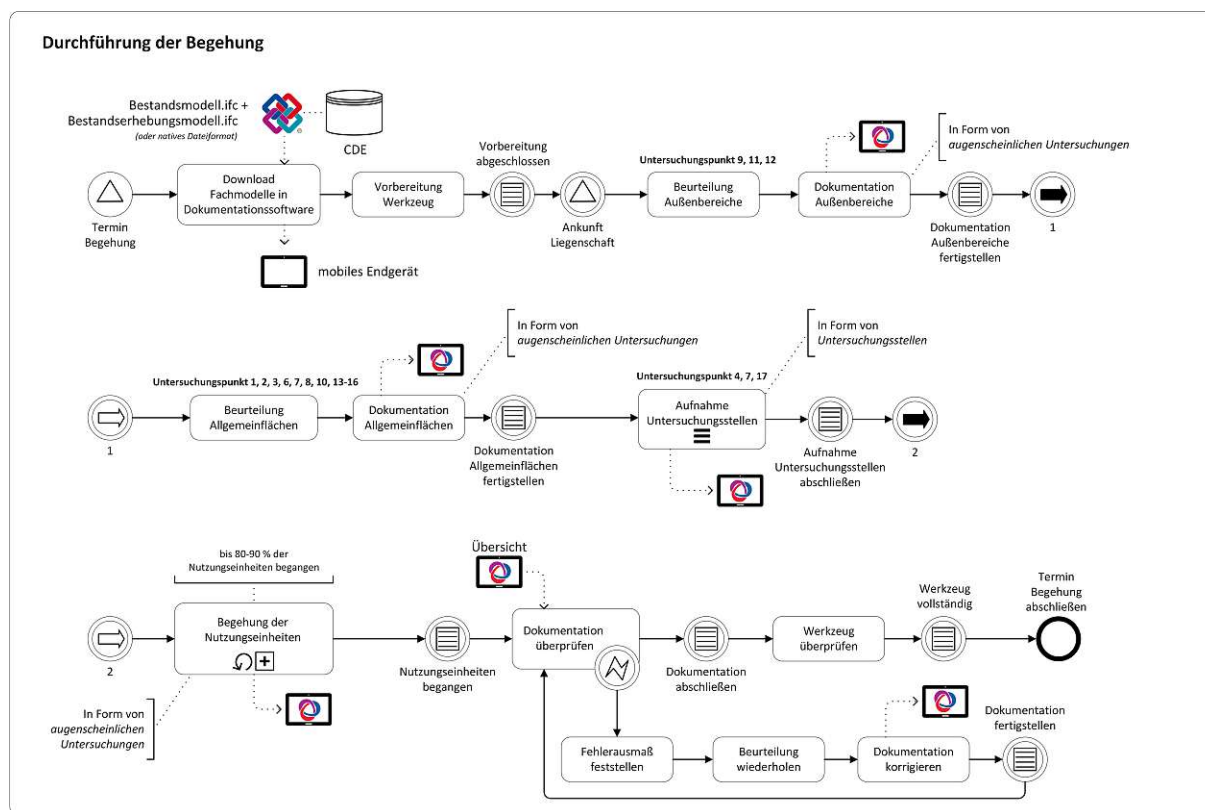 Durchführung der Begehung
Bestandsmodell.ifc +
Bestandserhebungsmodell.ifc
(oder natives Dateiformat)
CDE
Termin
Begehung
Download
Fachmodelle in
Dokumentationssoftware
mobiles Endgerät
Vorbereitung
Werkzeug
Vorbereitung
abgeschlossen
Ankunft
Liegenschaft
Untersuchungspunkt 9, 11, 12
Beurteilung
Außenbereiche
Dokumentation
Außenbereiche
In Form von
augenscheinlichen Untersuchungen
Dokumentation
Außenbereiche
fertigstellen
1
1
Untersuchungspunkt 1, 2, 3, 6, 7, 8, 10, 13-16
Beurteilung
Allgemeinflächen
Dokumentation
Allgemeinflächen
In Form von
augenscheinlichen Untersuchungen
Dokumentation
Allgemeinflächen
fertigstellen
Untersuchungspunkt 4, 7, 17
Aufnahme
Untersuchungsstellen
In Form von
Untersuchungsstellen
Aufnahme
Untersuchungsstellen
abschließen
2
2
bis 80-90 % der
Nutzungseinheiten begangen
Begehung der
Nutzungseinheiten
In Form von
augenscheinlichen
Untersuchungen
Nutzungseinheiten
begangen
Übersicht
Dokumentation
überprüfen
Dokumentation
abschließen
Werkzeug
überprüfen
Werkzeug
vollständig
Termin
Begehung
abschließen
Fehlerausmaß
feststellen
Beurteilung
wiederholen
Dokumentation
korrigieren
Dokumentation
fertigstellen